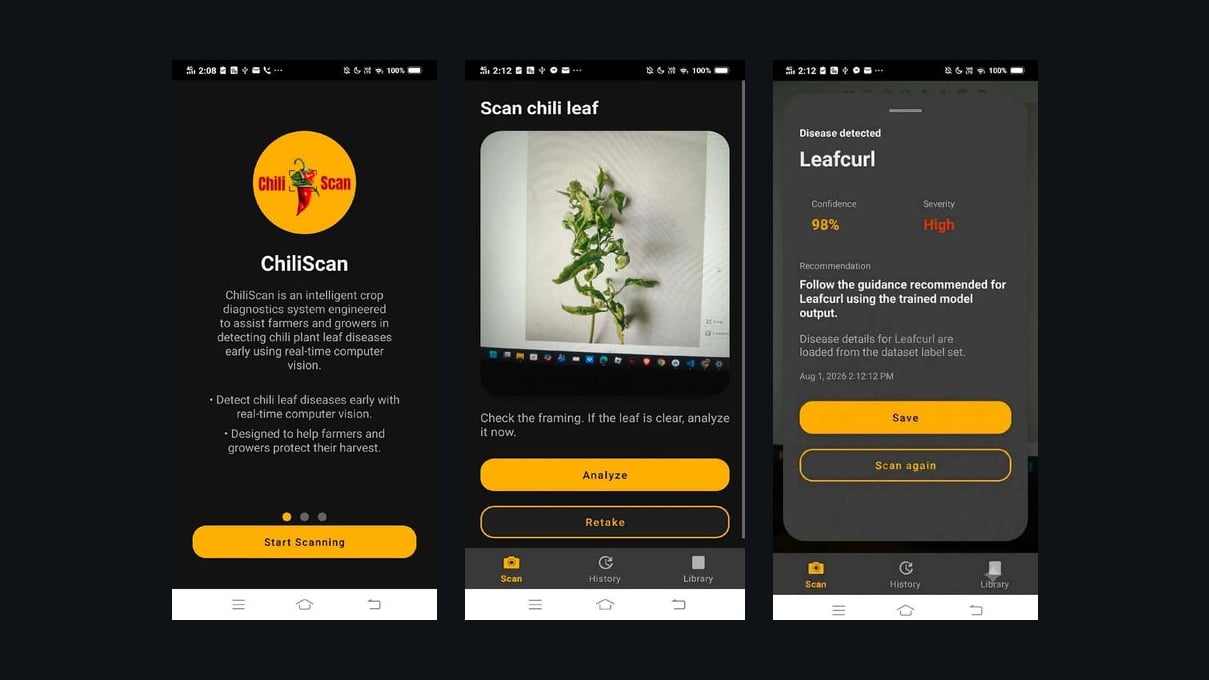 2:08
100%
Chili Scan
ChiliScan
ChiliScan is an intelligent crop
diagnostics system engineered
to assist farmers and growers in
detecting chili plant leaf diseases
early using real-time computer
vision.
• Detect chili leaf diseases early with
real-time computer vision.
• Designed to help farmers and
growers protect their harvest.
Start Scanning
2:12
100%
Scan chili leaf
Check the framing. If the leaf is clear, analyze
it now.
Analyze
Retake
Scan
History
Library
2:12
100%
Disease detected
Leafcurl
Confidence
Severity
98%
High
Recommendation
Follow the guidance recommended for
Leafcurl using the trained model
output.
Disease details for Leafcurl are
loaded from the dataset label set.
Aug 1, 2026 2:12:12 PM
Save
Scan again
Scan
History
Library